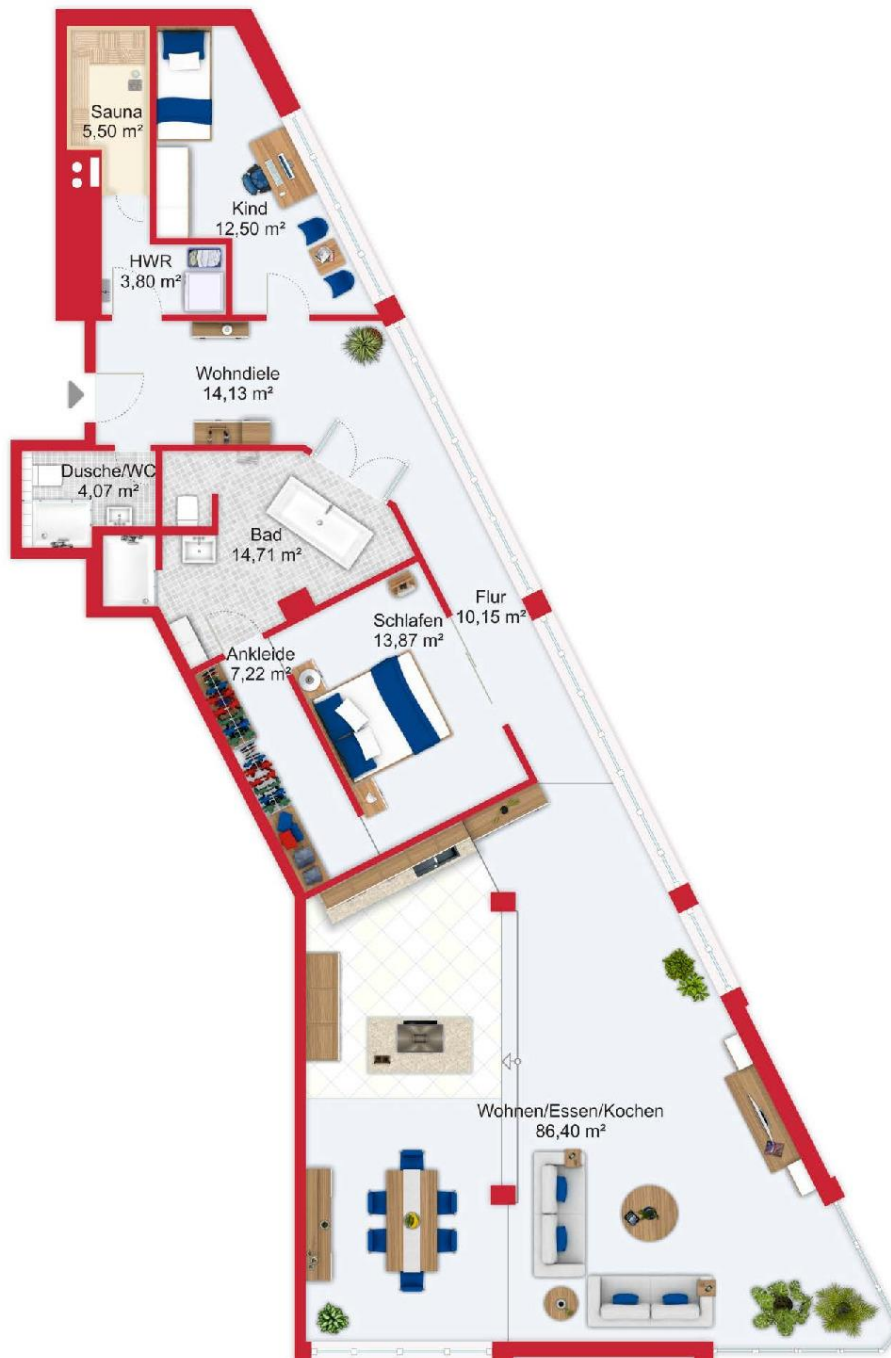 Sauna
5,50 m²
Kind
12,50 m²
HWR
3,80 m²
Wohndiele
14,13 m²
Dusche/WC
4,07 m²
Bad
14,71 m²
Flur
10,15 m²
Schlafen
13,87 m²
Ankleide
7,22 m²
Wohnen/Essen/Kochen
86,40 m²